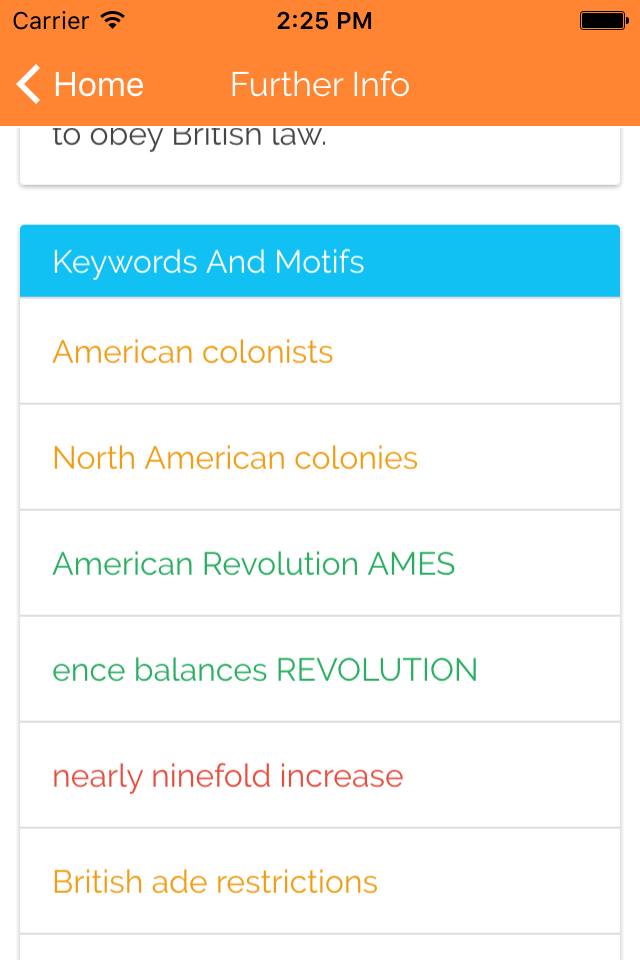 Carrier 2:25 PM
Home Further Info
to obey British law.
Keywords And Motifs
American colonists
North American colonies
American Revolution AMES
ence balances REVOLUTION
nearly ninefold increase
British ade restrictions